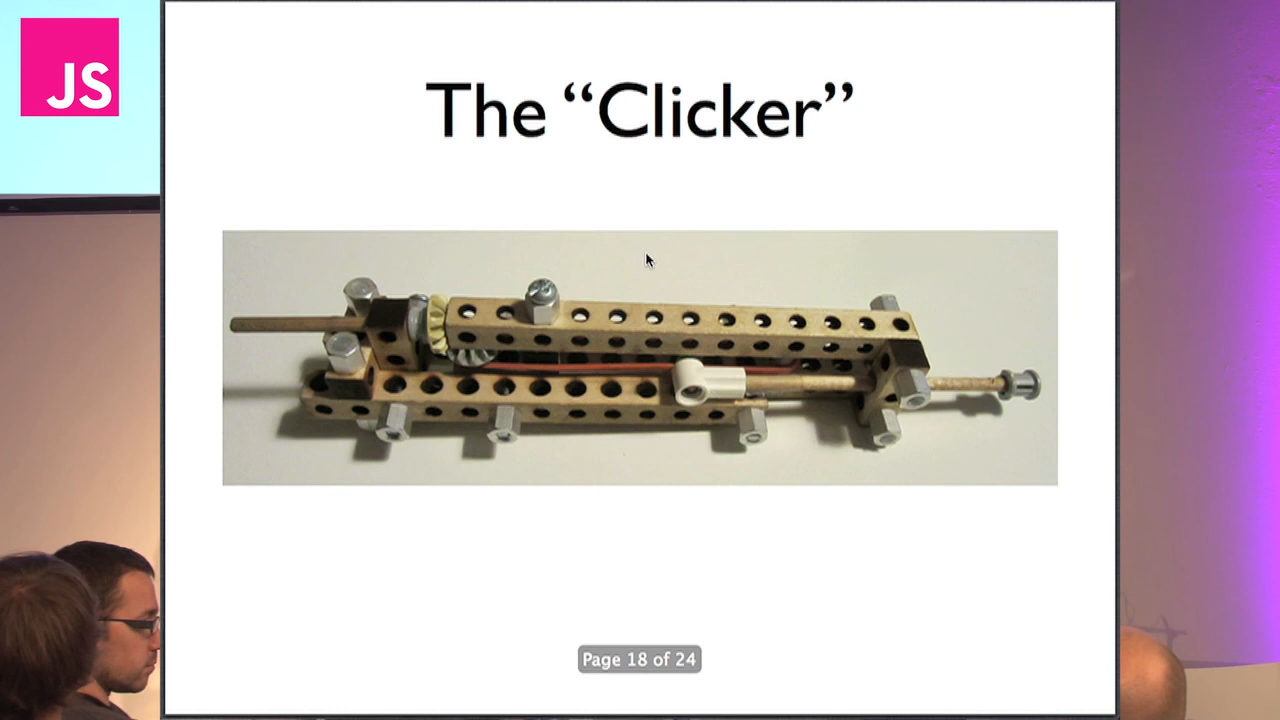 JS
The “Clicker”
Page 18 of 24